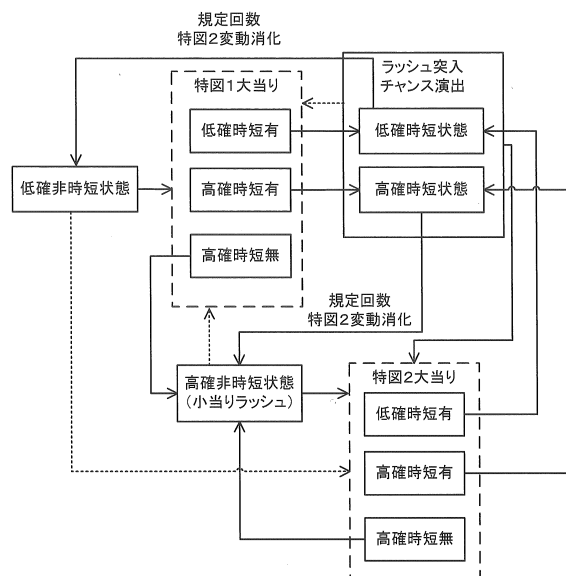 規定回数
特図2変動消化
ラッシュ突入
チャンス演出
特図1大当り
低確時短有
低確時短状態
低確非時短状態
高確時短有
高確時短状態
高確時短無
規定回数
特図2変動消化
高確非時短状態
(小当りラッシュ)
特図2大当り
低確時短有
高確時短有
高確時短無